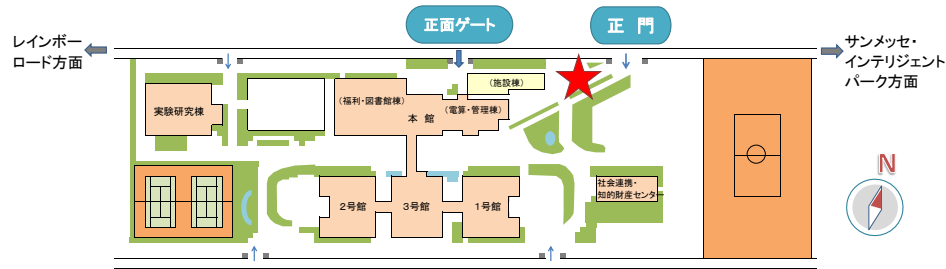 正面ゲート
正　門
レインボー
ロード方面
サンメッセ・
インテリジェント
パーク方面
（施設棟）
実験研究棟
（福利・図書館棟）
（電算・管理棟）
本　館
２号館
３号館
１号館
社会連携・
知的財産センター
N